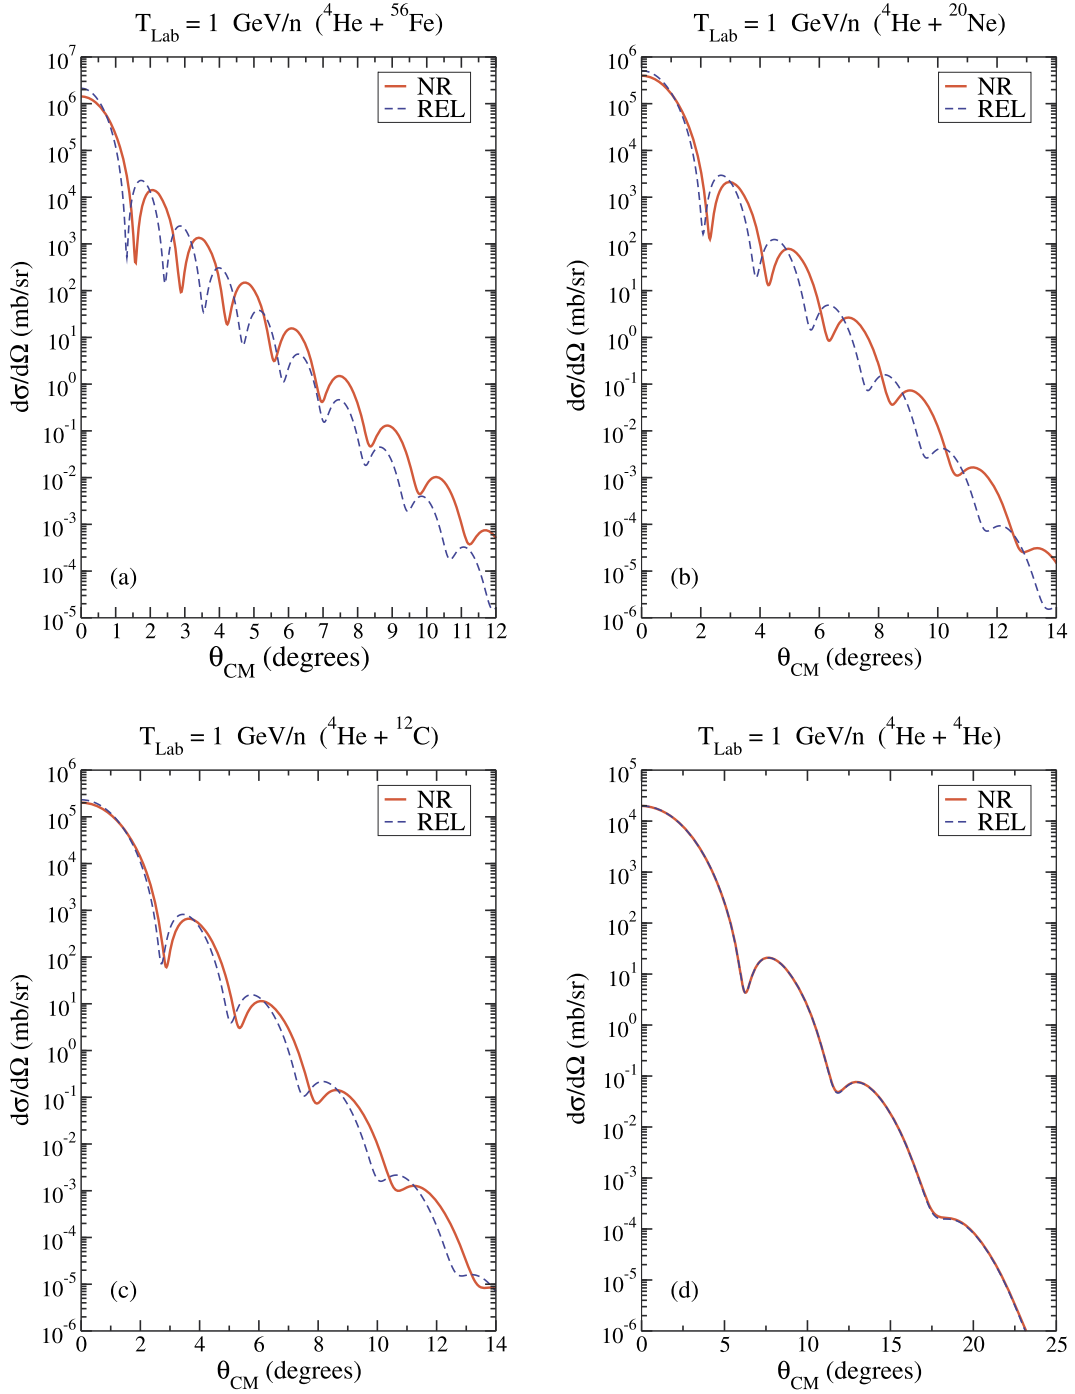 T_Lab = 1 GeV/n (^4He + ^56Fe)
10^7
10^6
10^5
10^4
10^3
10^2
10^1
10^0
10^-1
10^-2
10^-3
10^-4
10^-5
dσ/dΩ (mb/sr)
NR
REL
(a)
0 1 2 3 4 5 6 7 8 9 10 11 12
θ_CM (degrees)
T_Lab = 1 GeV/n (^4He + ^20Ne)
10^6
10^5
10^4
10^3
10^2
10^1
10^0
10^-1
10^-2
10^-3
10^-4
10^-5
10^-6
dσ/dΩ (mb/sr)
NR
REL
(b)
0 2 4 6 8 10 12 14
θ_CM (degrees)
T_Lab = 1 GeV/n (^4He + ^12C)
10^6
10^5
10^4
10^3
10^2
10^1
10^0
10^-1
10^-2
10^-3
10^-4
10^-5
10^-6
dσ/dΩ (mb/sr)
NR
REL
(c)
0 2 4 6 8 10 12 14
θ_CM (degrees)
T_Lab = 1 GeV/n (^4He + ^4He)
10^5
10^4
10^3
10^2
10^1
10^0
10^-1
10^-2
10^-3
10^-4
10^-5
10^-6
dσ/dΩ (mb/sr)
NR
REL
(d)
0 5 10 15 20 25
θ_CM (degrees)